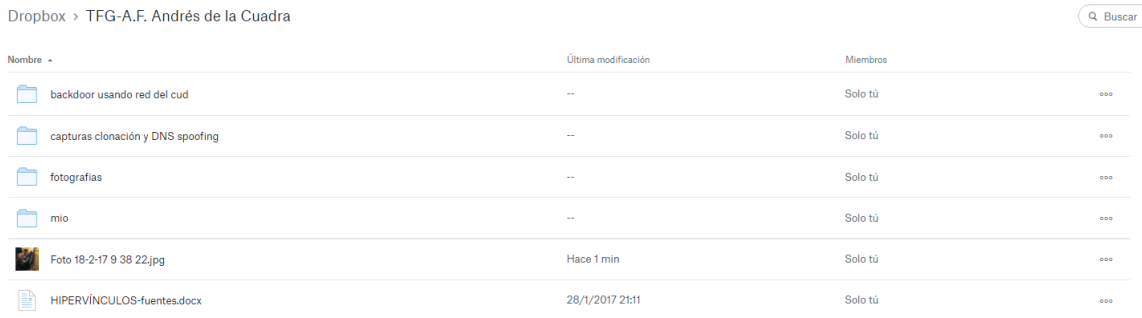 Dropbox > TFG-A.F. Andrés de la Cuadra
Buscar
Nombre Última modificación Miembros
backdoor usando red del cud -- Solo tú
capturas clonación y DNS spoofing -- Solo tú
fotografias -- Solo tú
mio -- Solo tú
Foto 18-2-17 9 38 22.jpg Hace 1 min Solo tú
HIPERVÍNCULOS-fuentes.docx 28/1/2017 21:11 Solo tú